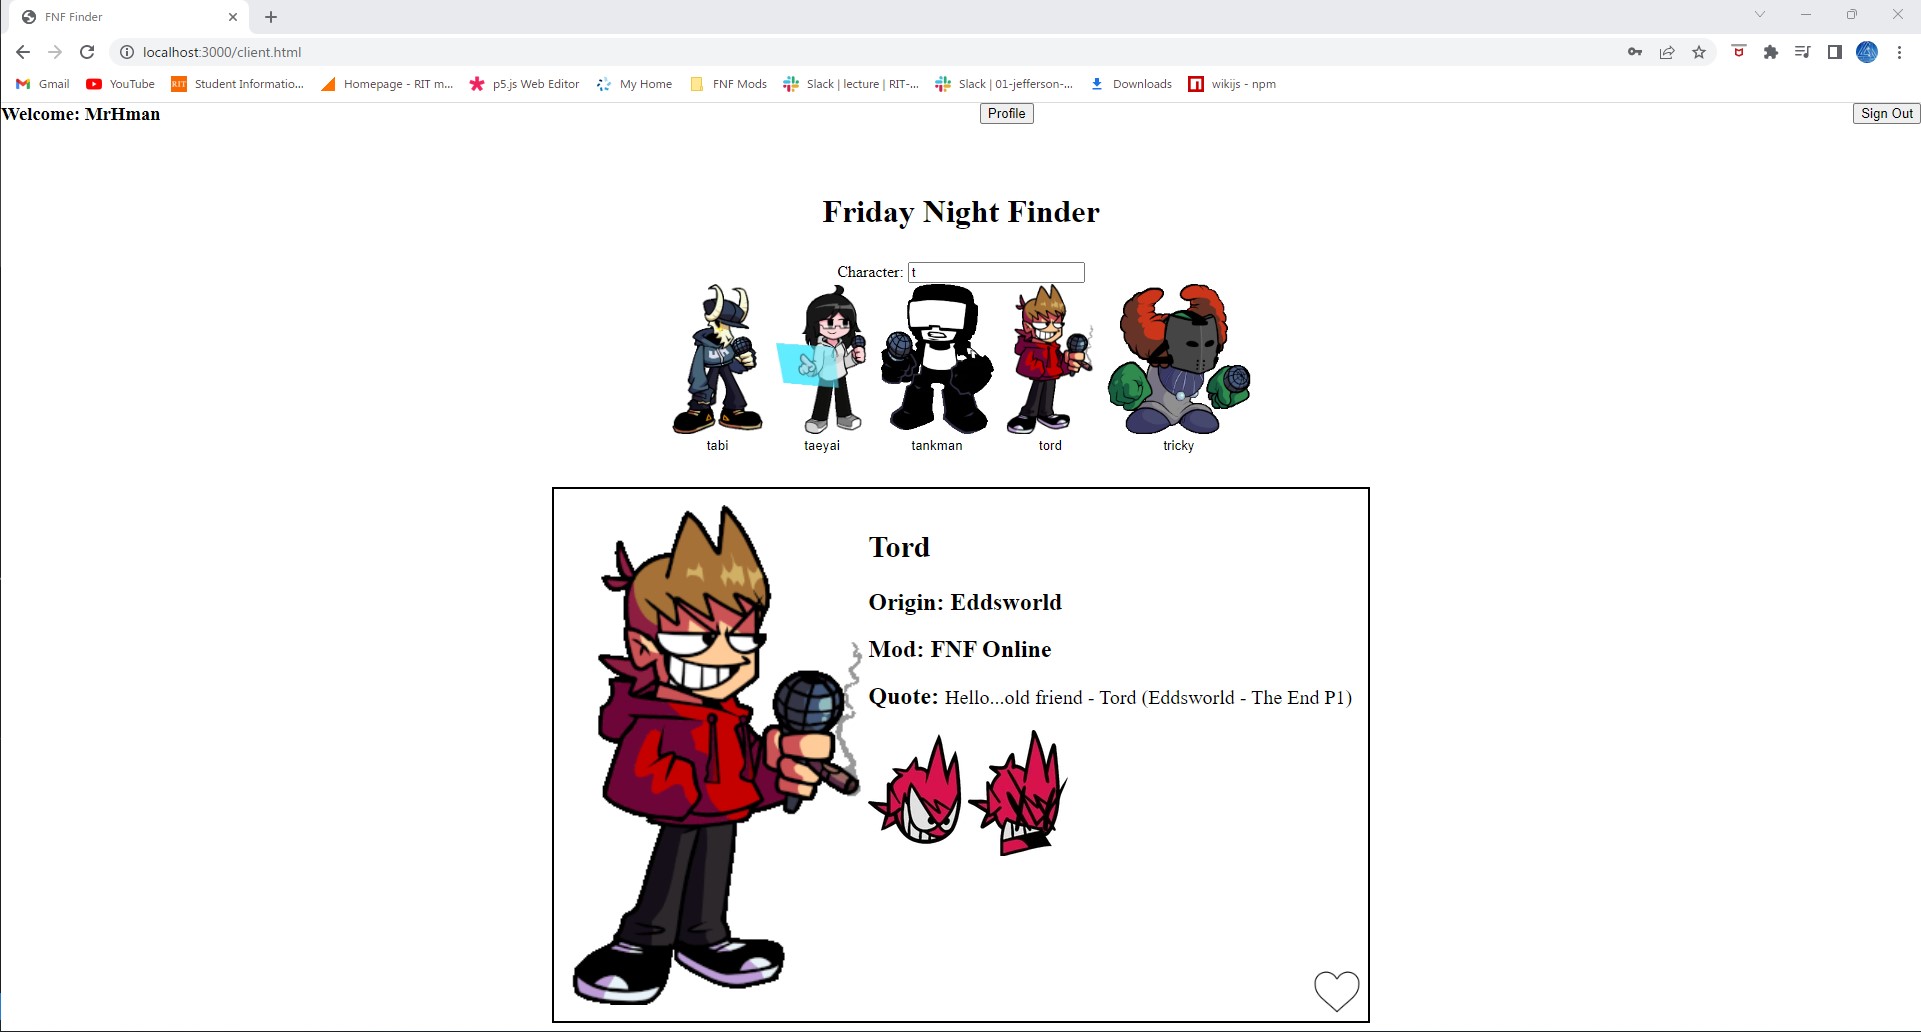 FNF Finder
localhost:3000/client.html
Gmail YouTube RIT Student Informatio... Homepage - RIT m... p5.js Web Editor My Home FNF Mods Slack | lecture | RIT-... Slack | 01-jefferson-... Downloads wikijs - npm
Welcome: MrHman Profile Sign Out
Friday Night Finder
Character: t
tabi taeyai tankman tord tricky
Tord
Origin: Eddsworld
Mod: FNF Online
Quote: Hello...old friend - Tord (Eddsworld - The End P1)